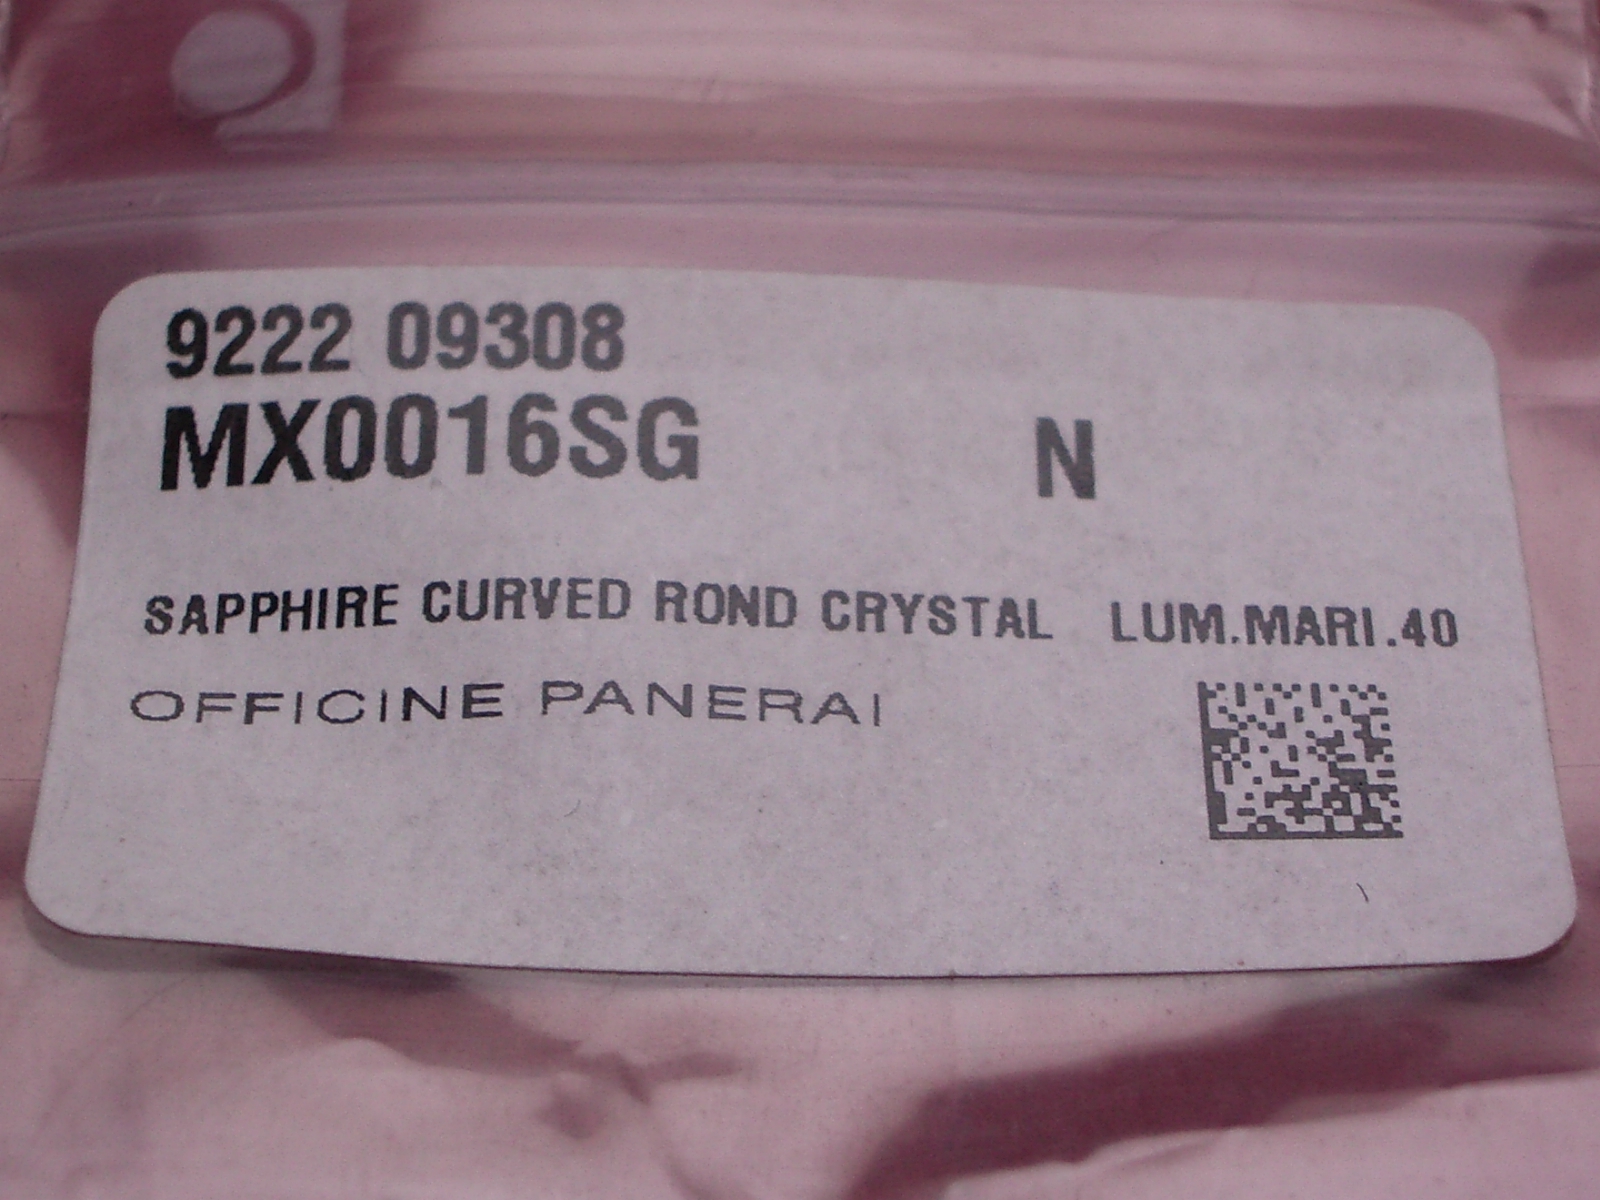 9222 09308
MX0016SG N
SAPPHIRE CURVED ROND CRYSTAL LUM.MARI.40
OFFICINE PANERAI